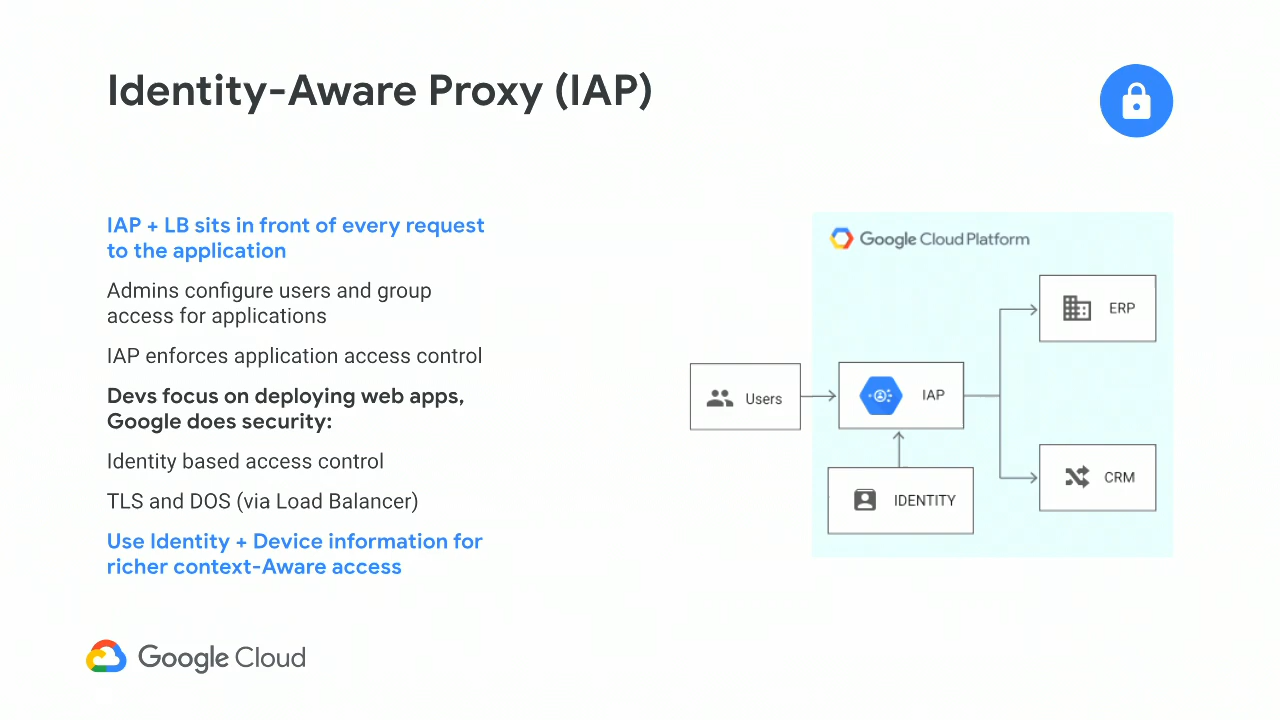 Identity-Aware Proxy (IAP)
IAP + LB sits in front of every request
to the application
Admins configure users and group
access for applications
IAP enforces application access control
Devs focus on deploying web apps,
Google does security:
Identity based access control
TLS and DOS (via Load Balancer)
Use Identity + Device information for
richer context-Aware access
Google Cloud Platform
ERP
Users
IAP
CRM
IDENTITY
Google Cloud